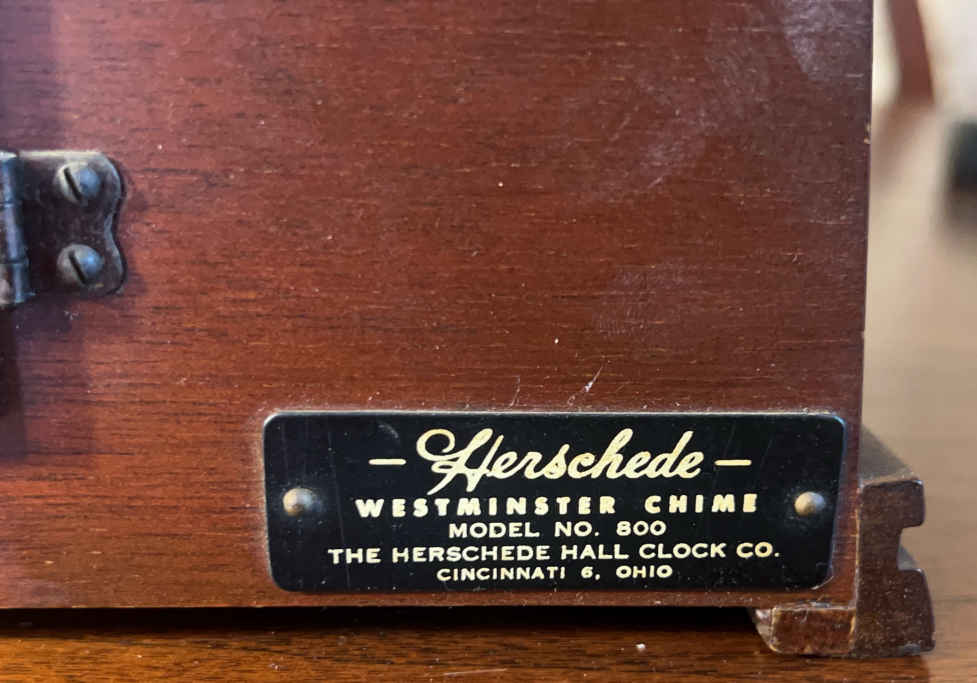 — Herschede —
WESTMINSTER CHIME
MODEL NO. 800
THE HERSCHEDE HALL CLOCK CO.
CINCINNATI 6, OHIO